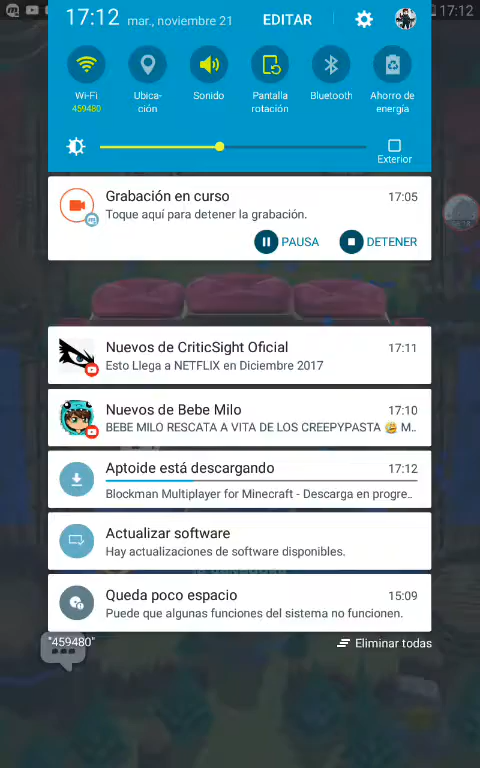 17:12 mar., noviembre 21 EDITAR
17:12
Wi-Fi
459480
Ubica-
ción
Sonido
Pantalla
rotación
Bluetooth
Ahorro de
energía
Exterior
Grabación en curso 17:05
Toque aquí para detener la grabación.
PAUSA DETENER
Nuevos de CriticSight Oficial 17:11
Esto Llega a NETFLIX en Diciembre 2017
Nuevos de Bebe Milo 17:10
BEBE MILO RESCATA A VITA DE LOS CREEPYPASTA 😂 M..
Aptoide está descargando 17:12
Blockman Multiplayer for Minecraft - Descarga en progre..
Actualizar software
Hay actualizaciones de software disponibles.
Queda poco espacio 15:09
Puede que algunas funciones del sistema no funcionen.
"459480" Eliminar todas